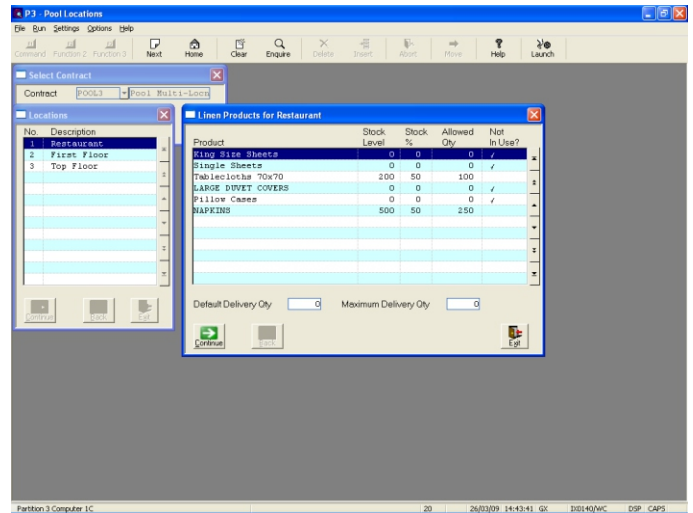 P3 - Pool Locations
File Run Settings Options Help
Command Function 2 Function 3 Next Home Clear Enquire Delete Insert Abort Move Help Launch
Select Contract
Contract POOL3 Pool Multi-Locn
Locations
No. Description
1 Restaurant
2 First Floor
3 Top Floor
Continue Back Exit
Linen Products for Restaurant
Product Stock Level Stock % Allowed Qty Not In Use?
King Size Sheets 0 0 0 ✓
Single Sheets 0 0 0 ✓
Tablecloths 70x70 200 50 100
LARGE DUVET COVERS 0 0 0 ✓
Pillow Cases 0 0 0 ✓
NAPKINS 500 50 250
Default Delivery Qty 0 Maximum Delivery Qty 0
Continue Back Exit
Partition 3 Computer 1C 20 26/03/09 14:43:41 GX DX0140/WC DSP CAPS